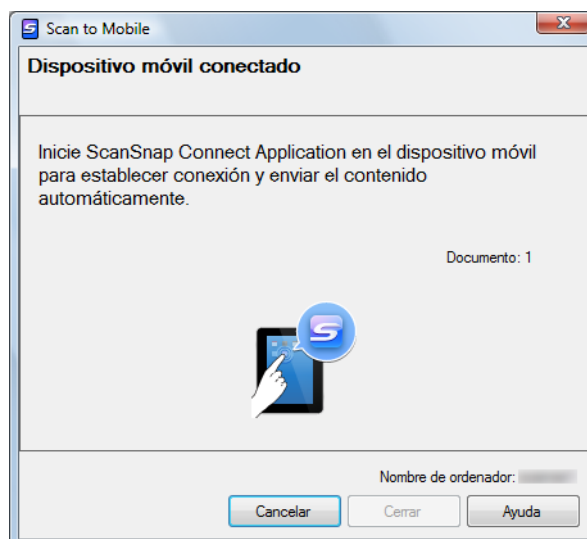 Scan to Mobile
Dispositivo móvil conectado
Inicie ScanSnap Connect Application en el dispositivo móvil
para establecer conexión y enviar el contenido
automáticamente.
Documento: 1
S
Nombre de ordenador:
Cancelar
Cerrar
Ayuda